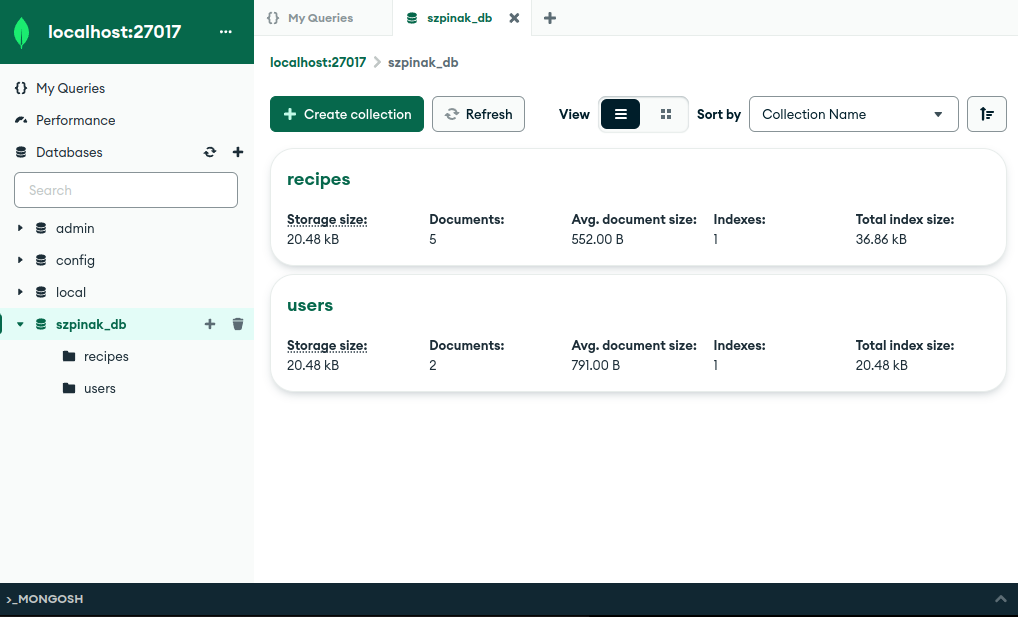 localhost:27017
My Queries
Performance
Databases
Search
admin
config
local
szpinak_db
recipes
users
{} My Queries
szpinak_db
localhost:27017 > szpinak_db
Create collection
Refresh
View
Sort by
Collection Name
recipes
Storage size: Documents: Avg. document size: Indexes: Total index size:
20.48 kB 5 552.00 B 1 36.86 kB
users
Storage size: Documents: Avg. document size: Indexes: Total index size:
20.48 kB 2 791.00 B 1 20.48 kB
>_MONGOSH